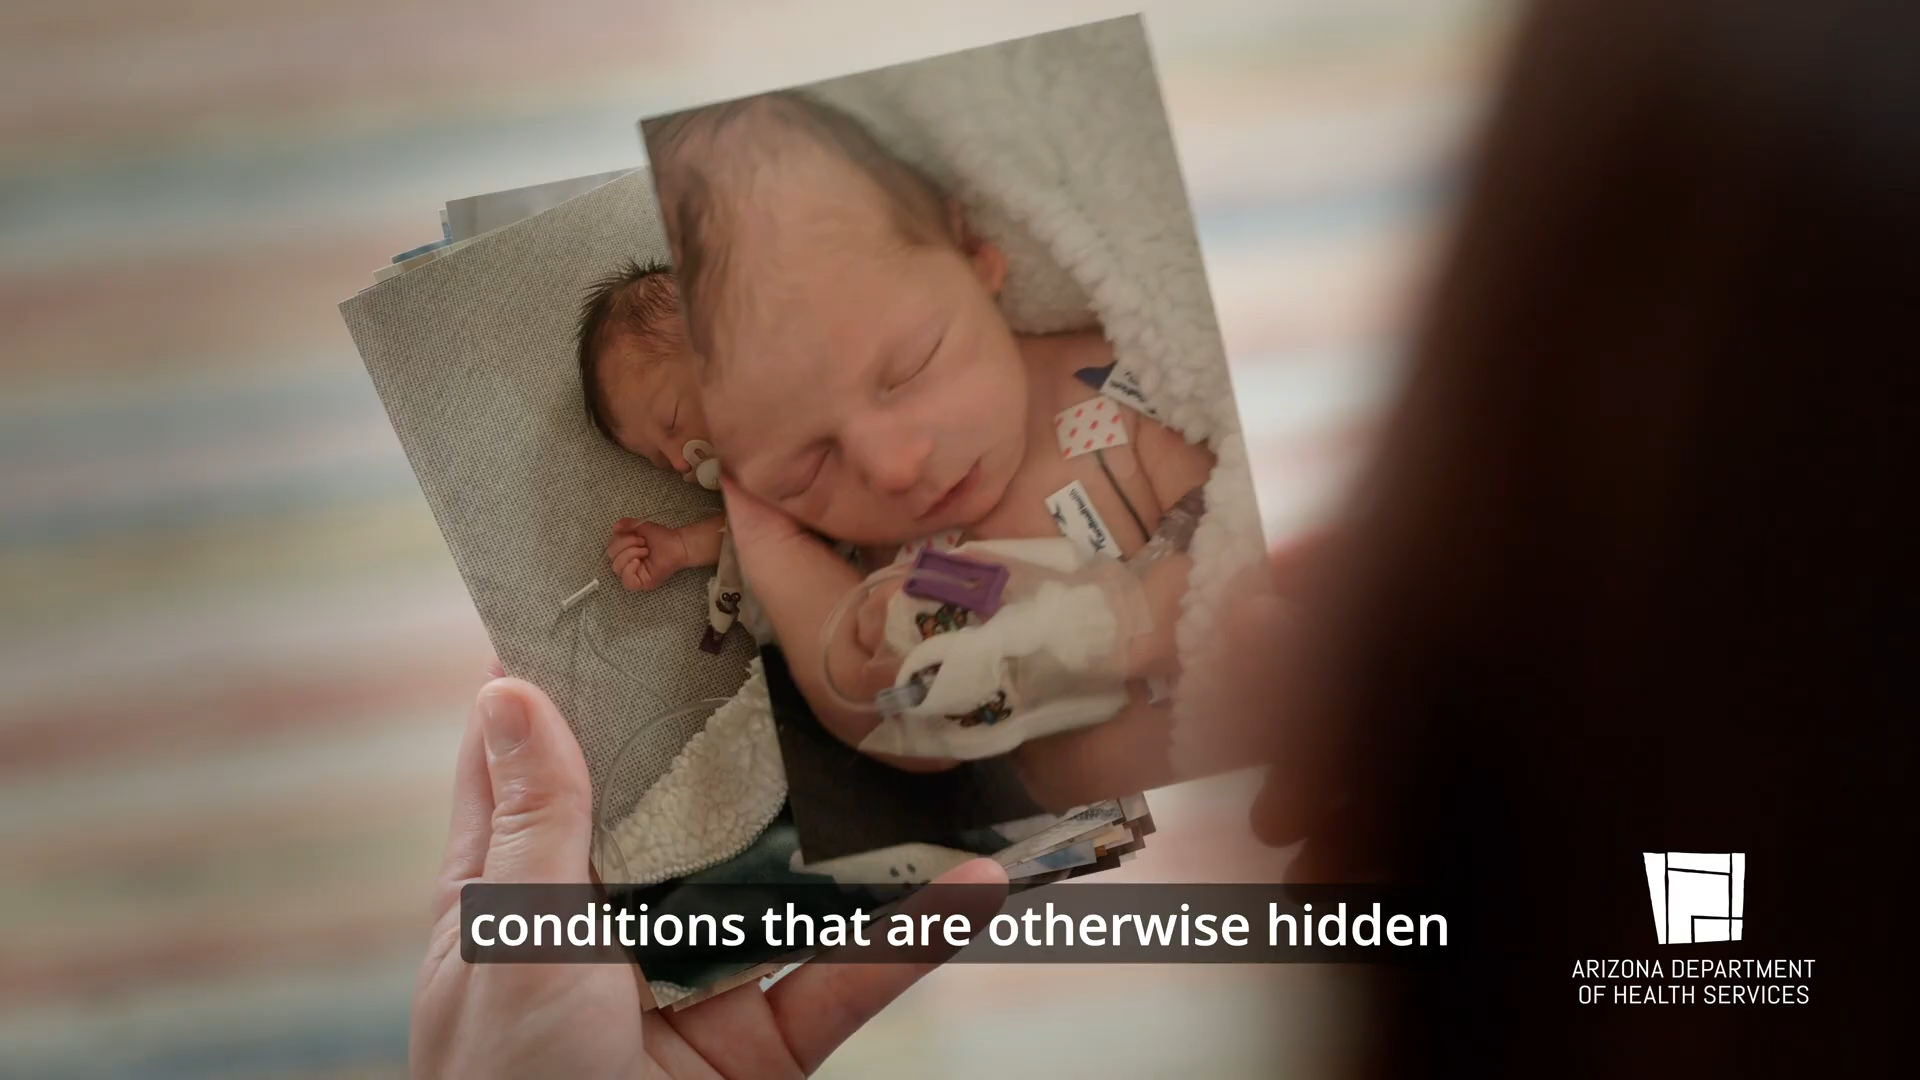 conditions that are otherwise hidden
ARIZONA DEPARTMENT
OF HEALTH SERVICES